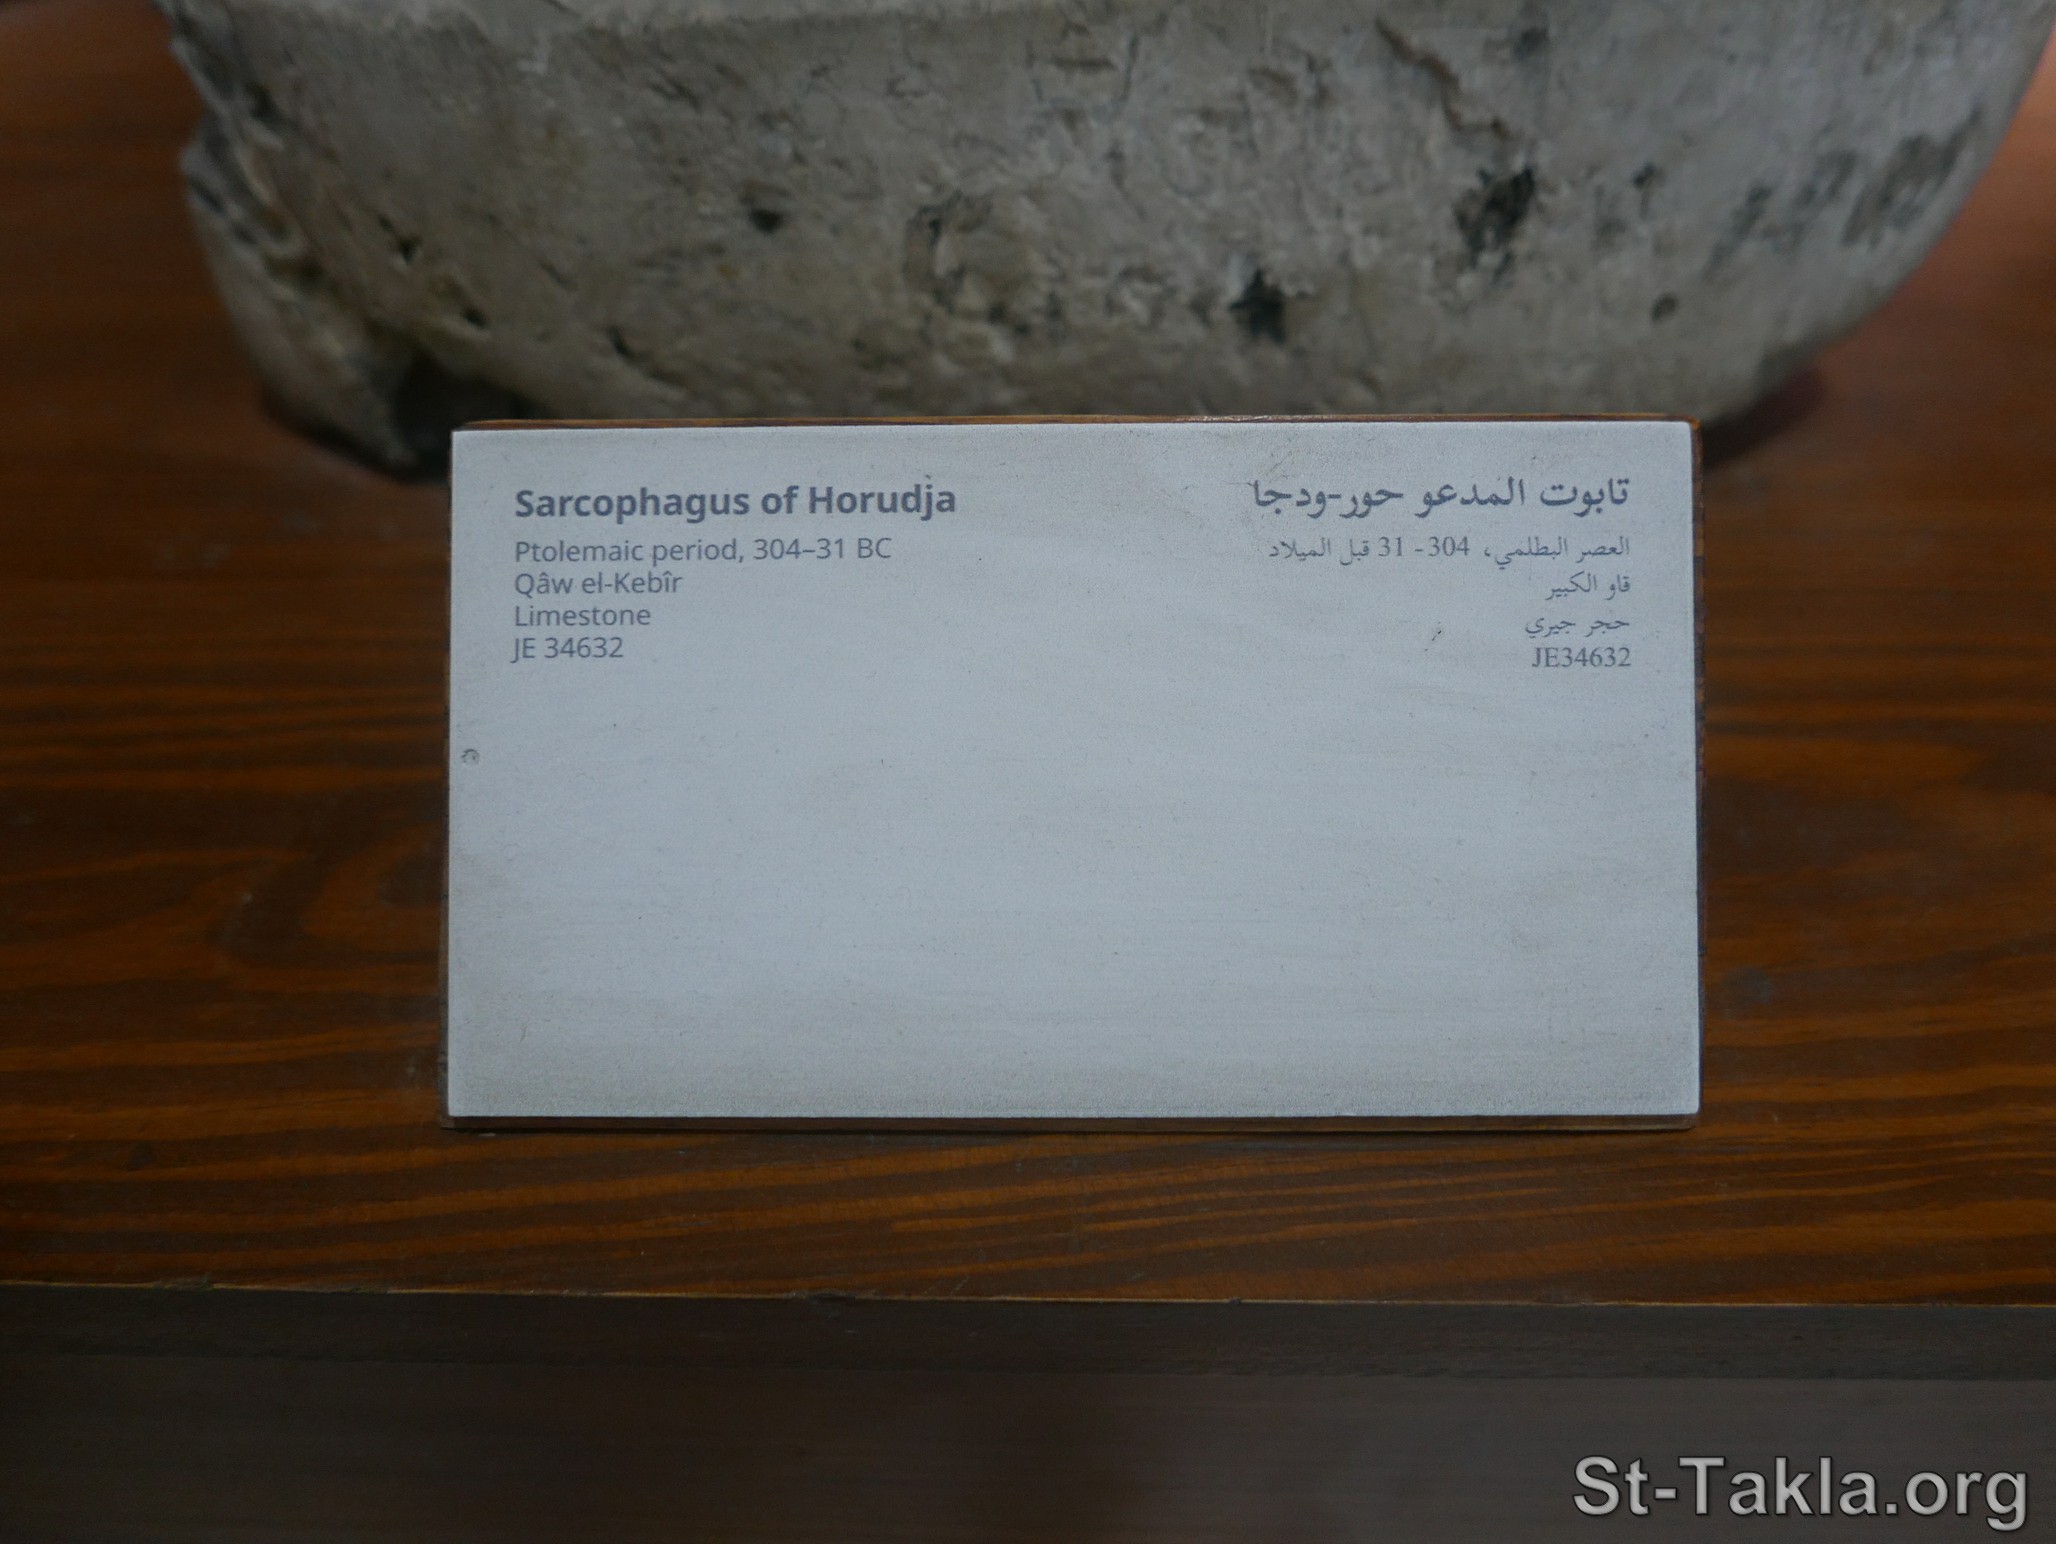 Sarcophagus of Horudja
Ptolemaic period, 304–31 BC
Qâw el-Kebîr
Limestone
JE 34632
تابوت المدعو حور-ودجا
العصر البطلمي، 304- 31 قبل الميلاد
قاو الكبير
حجر جيري
JE34632
St-Takla.org